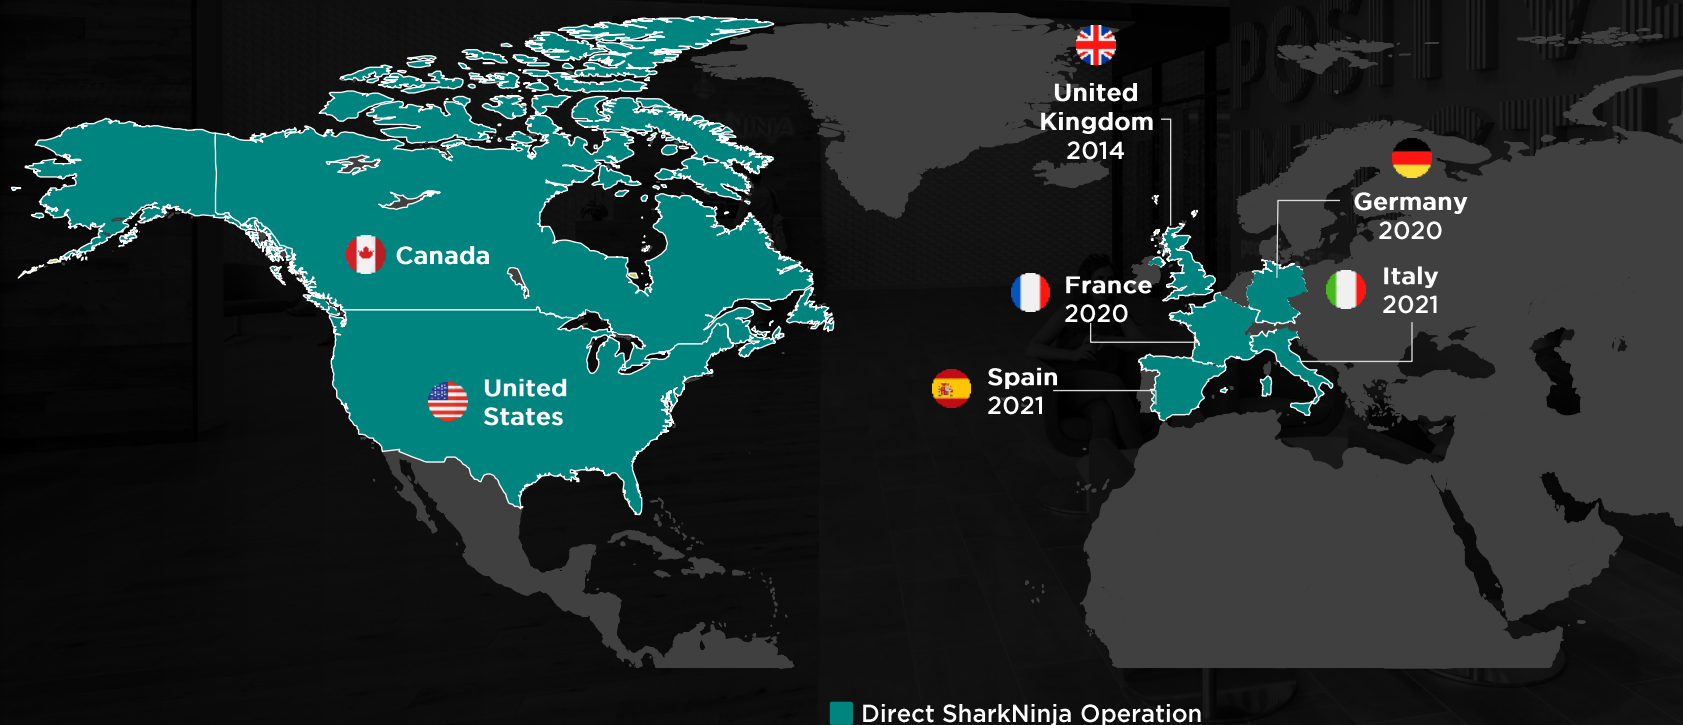 United
Kingdom
2014
Germany
2020
Canada
France
2020
Italy
2021
United
States
Spain
2021
Direct SharkNinja Operation